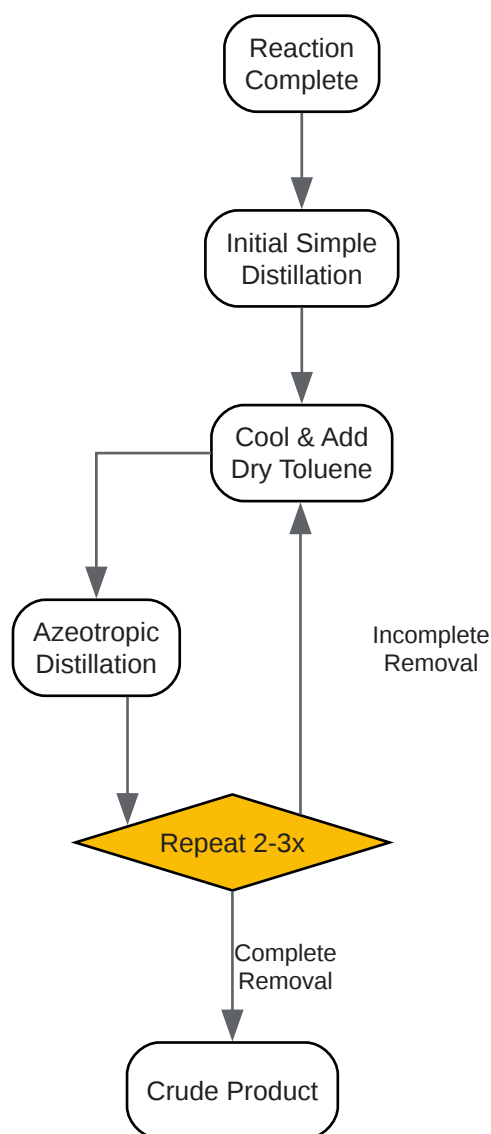 Reaction
Complete
Initial Simple
Distillation
Cool & Add
Dry Toluene
Azeotropic
Distillation
Incomplete
Removal
Repeat 2-3x
Complete
Removal
Crude Product